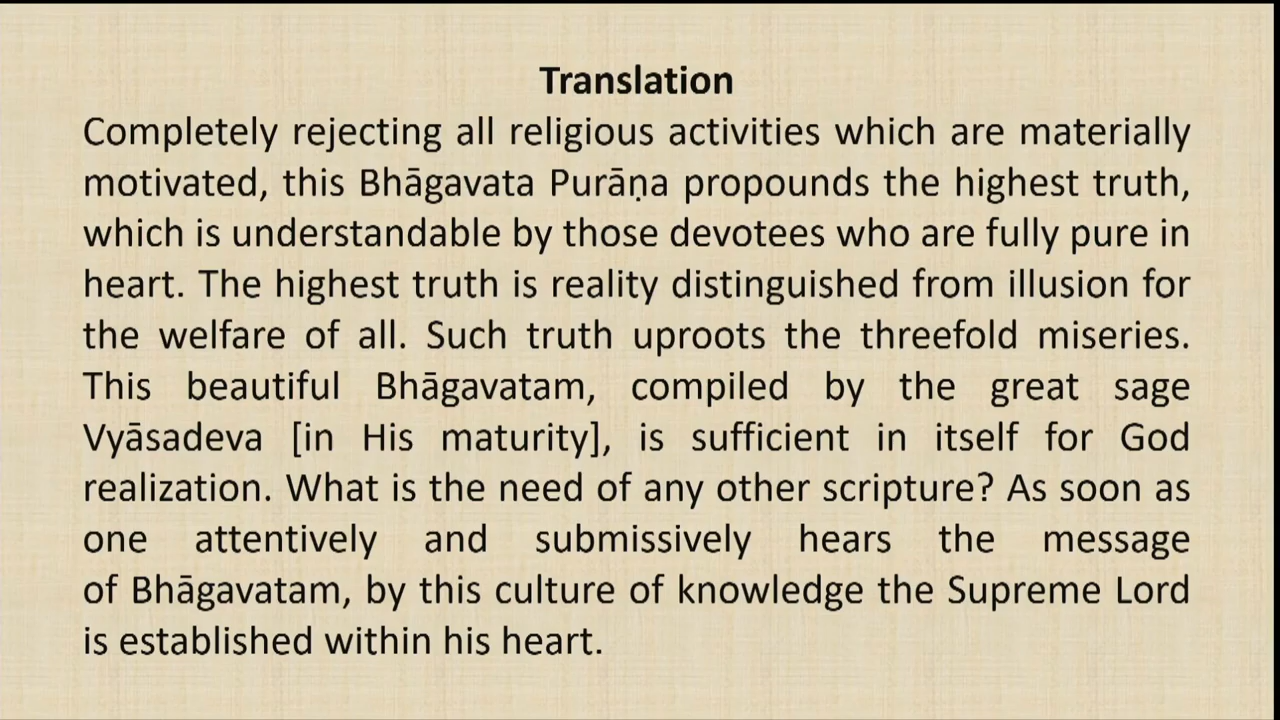 Translation
Completely rejecting all religious activities which are materially
motivated, this Bhāgavata Purāṇa propounds the highest truth,
which is understandable by those devotees who are fully pure in
heart. The highest truth is reality distinguished from illusion for
the welfare of all. Such truth uproots the threefold miseries.
This beautiful Bhāgavatam, compiled by the great sage
Vyāsadeva [in His maturity], is sufficient in itself for God
realization. What is the need of any other scripture? As soon as
one attentively and submissively hears the message
of Bhāgavatam, by this culture of knowledge the Supreme Lord
is established within his heart.